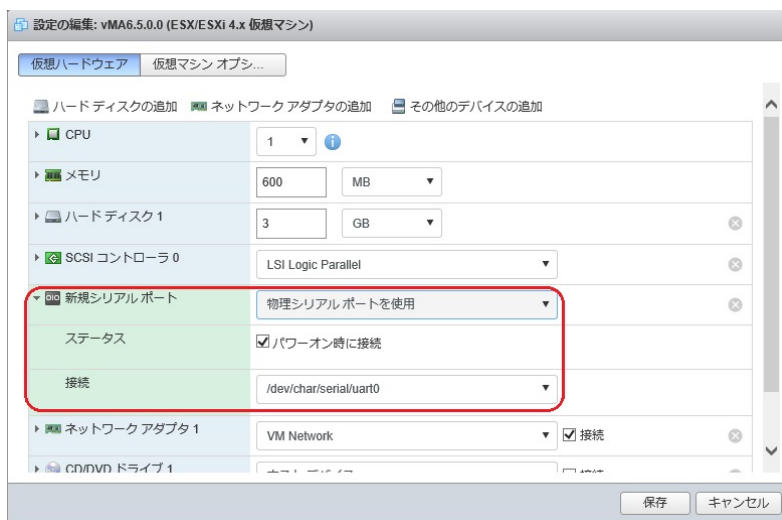 設定の編集: vMA6.5.0.0 (ESX/ESXi 4.x 仮想マシン)
仮想ハードウェア 仮想マシン オプシ...
ハード ディスクの追加 ネットワーク アダプタの追加 その他のデバイスの追加
CPU 1
メモリ 600 MB
ハード ディスク 1 3 GB
SCSI コントローラ 0 LSI Logic Parallel
新規シリアル ポート 物理シリアル ポートを使用
ステータス パワーオン時に接続
接続 /dev/char/serial/uart0
ネットワーク アダプタ 1 VM Network 接続
CD/DVD ドライブ 1
保存 キャンセル